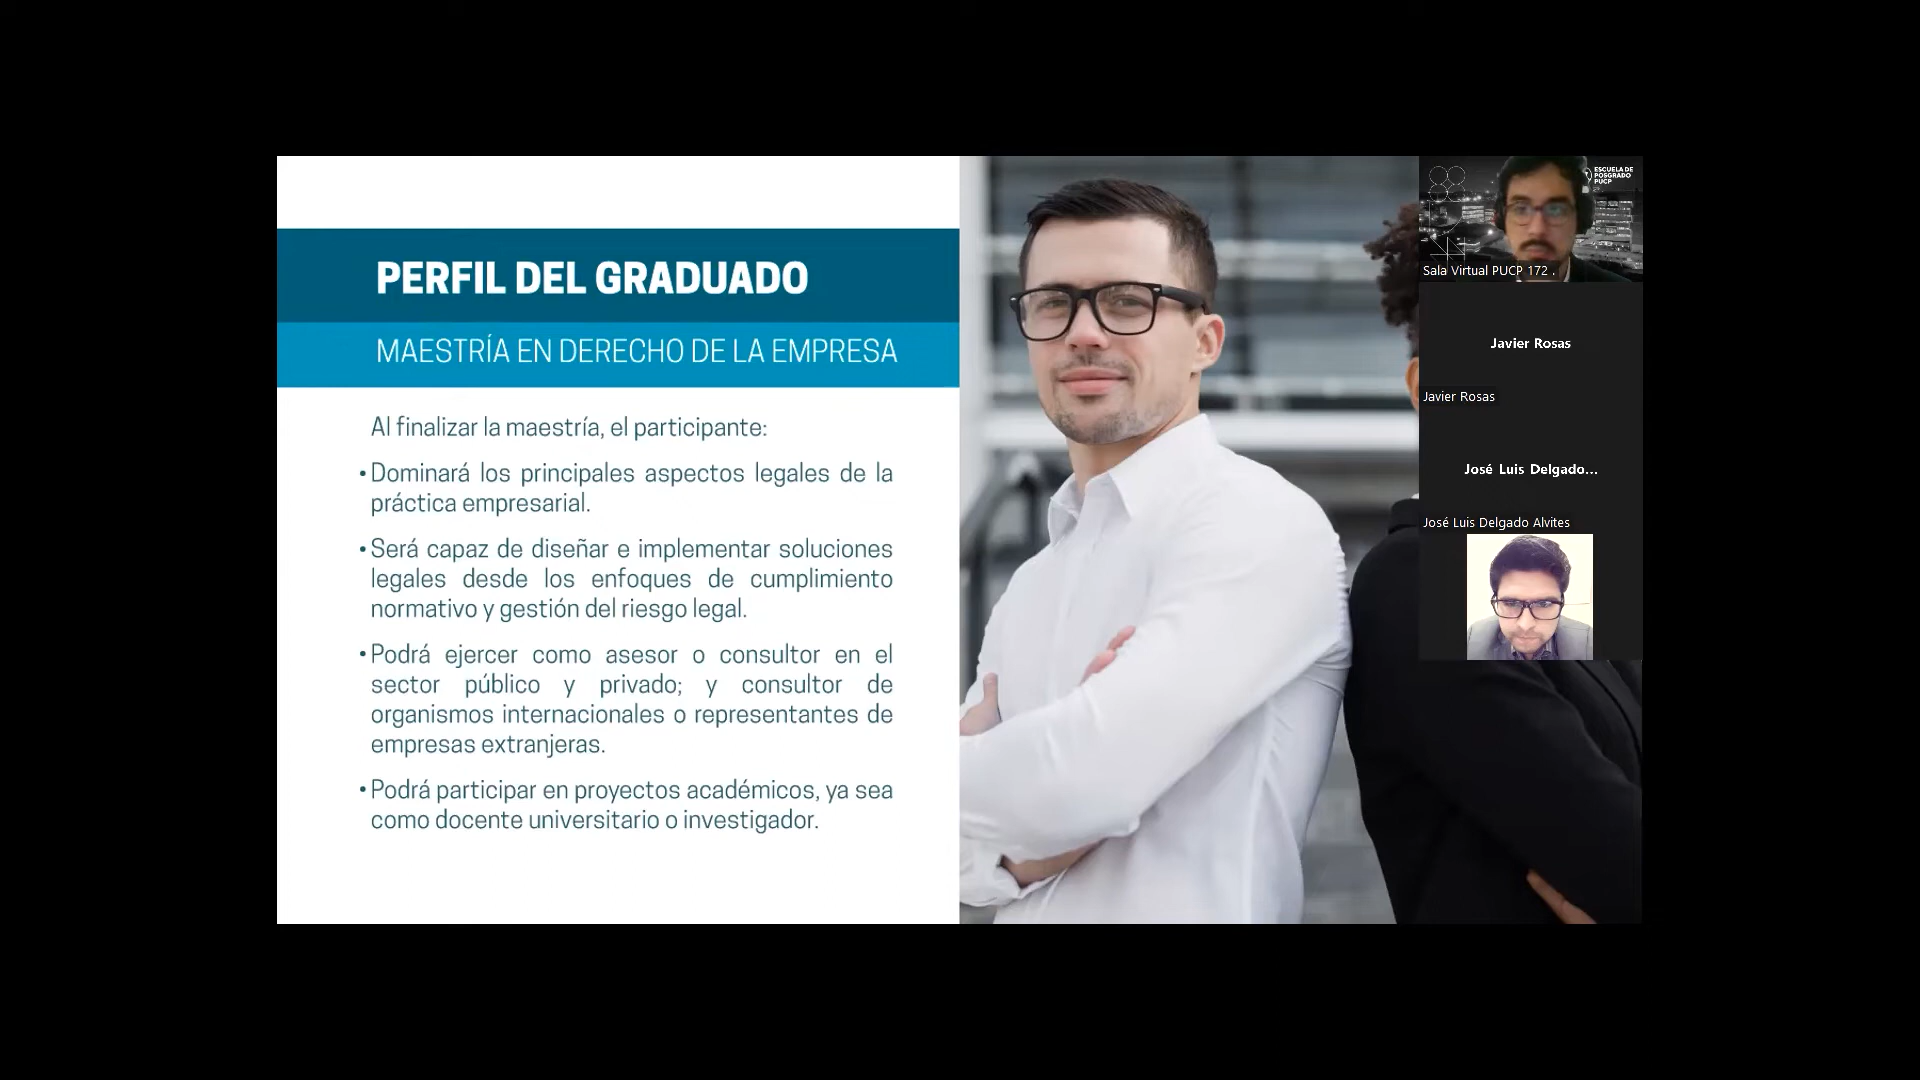 PERFIL DEL GRADUADO
MAESTRÍA EN DERECHO DE LA EMPRESA
Al finalizar la maestría, el participante:
• Dominará los principales aspectos legales de la
práctica empresarial.
• Será capaz de diseñar e implementar soluciones
legales desde los enfoques de cumplimiento
normativo y gestión del riesgo legal.
• Podrá ejercer como asesor o consultor en el
sector público y privado; y consultor de
organismos internacionales o representantes de
empresas extranjeras.
• Podrá participar en proyectos académicos, ya sea
como docente universitario o investigador.
ESCUELA DE
POSGRADO
PUCP
Sala Virtual PUCP 172 .
Javier Rosas
Javier Rosas
José Luis Delgado...
José Luis Delgado Alvites